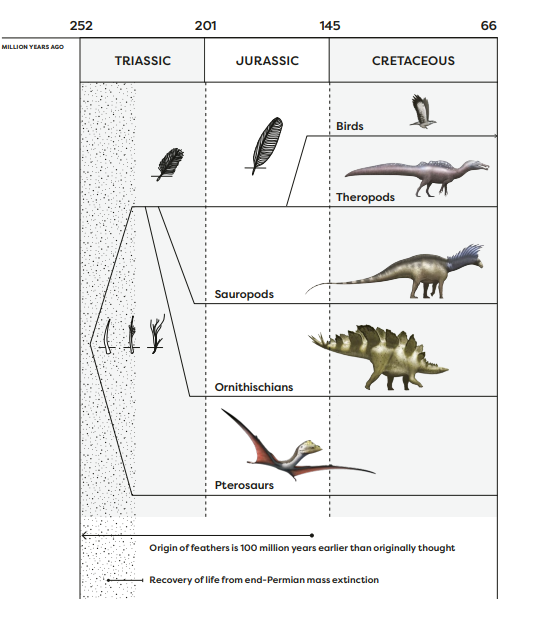 252 201 145 66
MILLION YEARS AGO
TRIASSIC JURASSIC CRETACEOUS
Birds
Theropods
Sauropods
Ornithischians
Pterosaurs
Origin of feathers is 100 million years earlier than originally thought
Recovery of life from end-Permian mass extinction